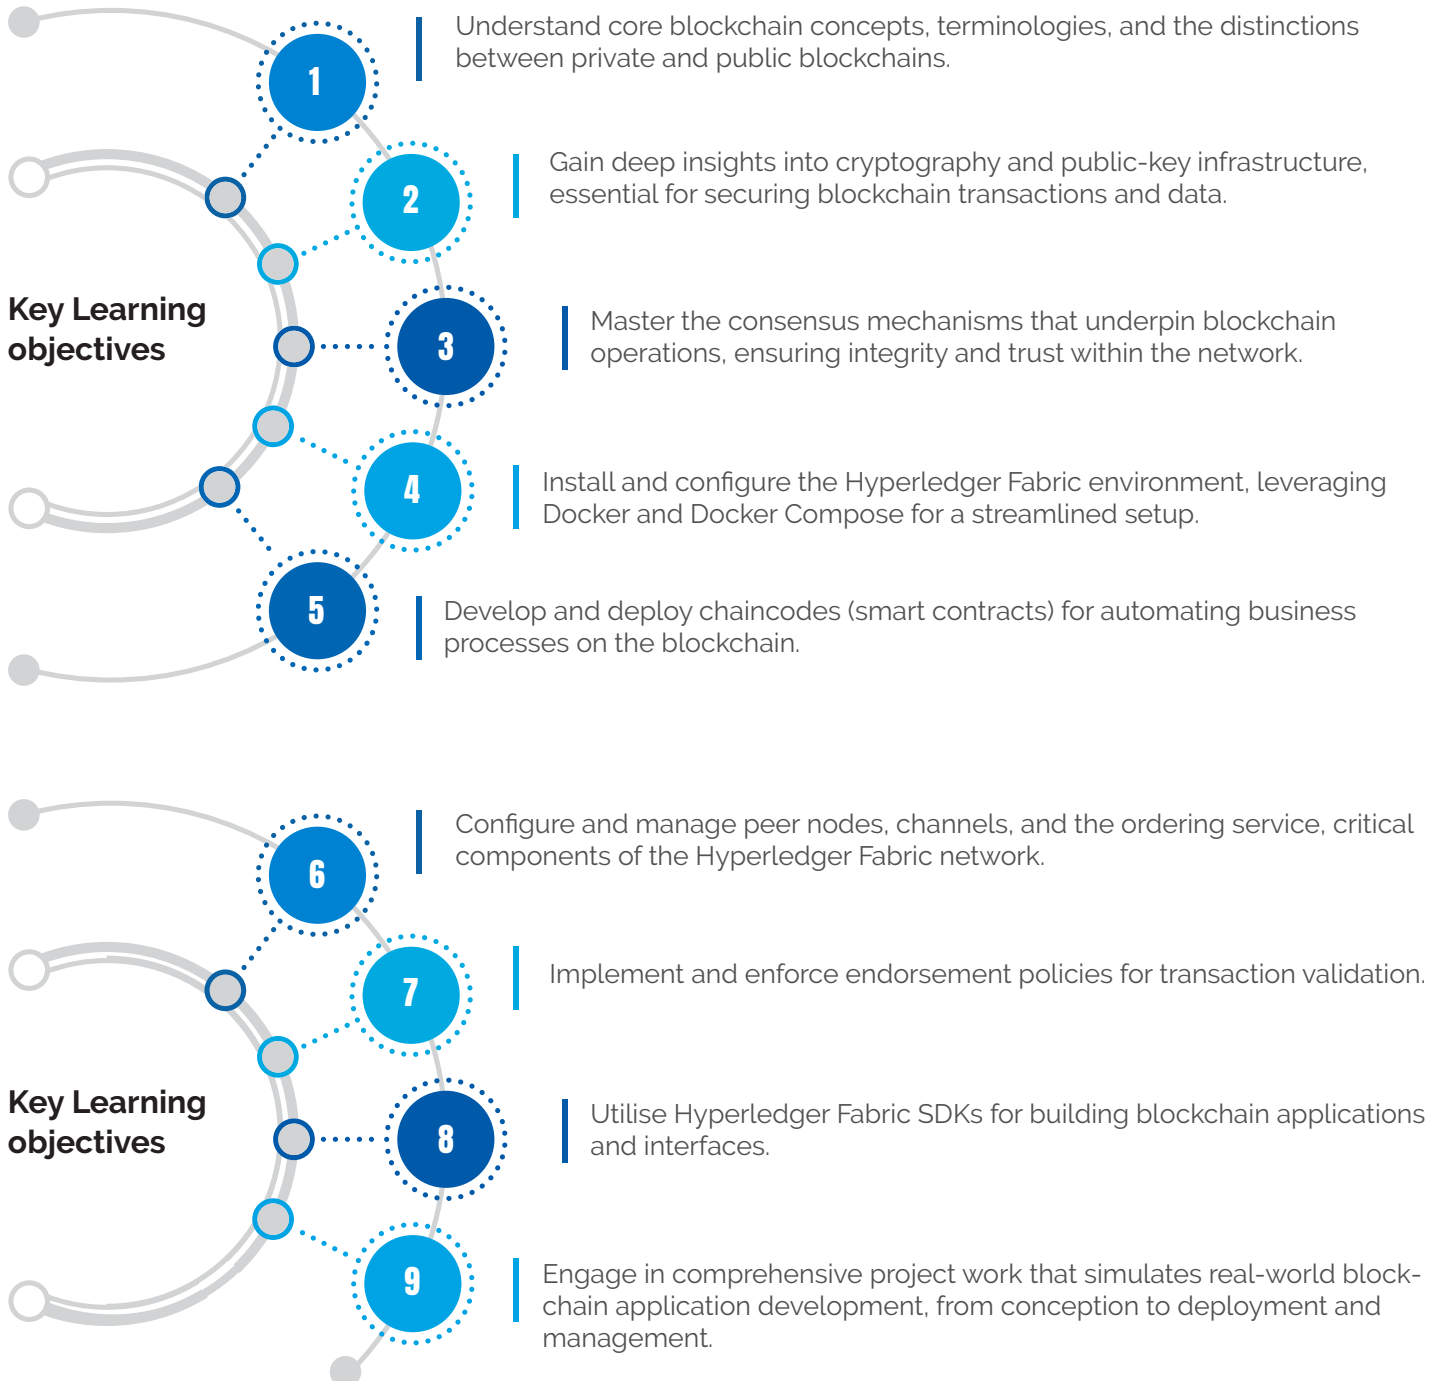 Key Learning
objectives
1
Understand core blockchain concepts, terminologies, and the distinctions
between private and public blockchains.
2
Gain deep insights into cryptography and public-key infrastructure,
essential for securing blockchain transactions and data.
3
Master the consensus mechanisms that underpin blockchain
operations, ensuring integrity and trust within the network.
4
Install and configure the Hyperledger Fabric environment, leveraging
Docker and Docker Compose for a streamlined setup.
5
Develop and deploy chaincodes (smart contracts) for automating business
processes on the blockchain.
Key Learning
objectives
6
Configure and manage peer nodes, channels, and the ordering service, critical
components of the Hyperledger Fabric network.
7
Implement and enforce endorsement policies for transaction validation.
8
Utilise Hyperledger Fabric SDKs for building blockchain applications
and interfaces.
9
Engage in comprehensive project work that simulates real-world block-
chain application development, from conception to deployment and
management.